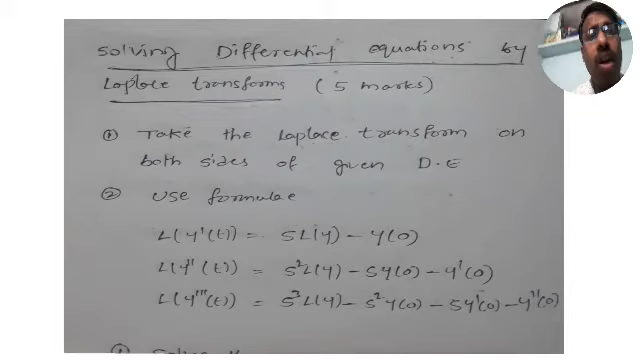 Solving Differential equations by
Laplace transforms (5 marks)
① Take the Laplace transform on
both sides of given D.E
② Use formulae
L(y'(t)) = SL(y) - y(0)
L(y''(t)) = S²L(y) - Sy(0) - y'(0)
L(y'''(t)) = S³L(y) - S²y(0) - Sy'(0) - y''(0)